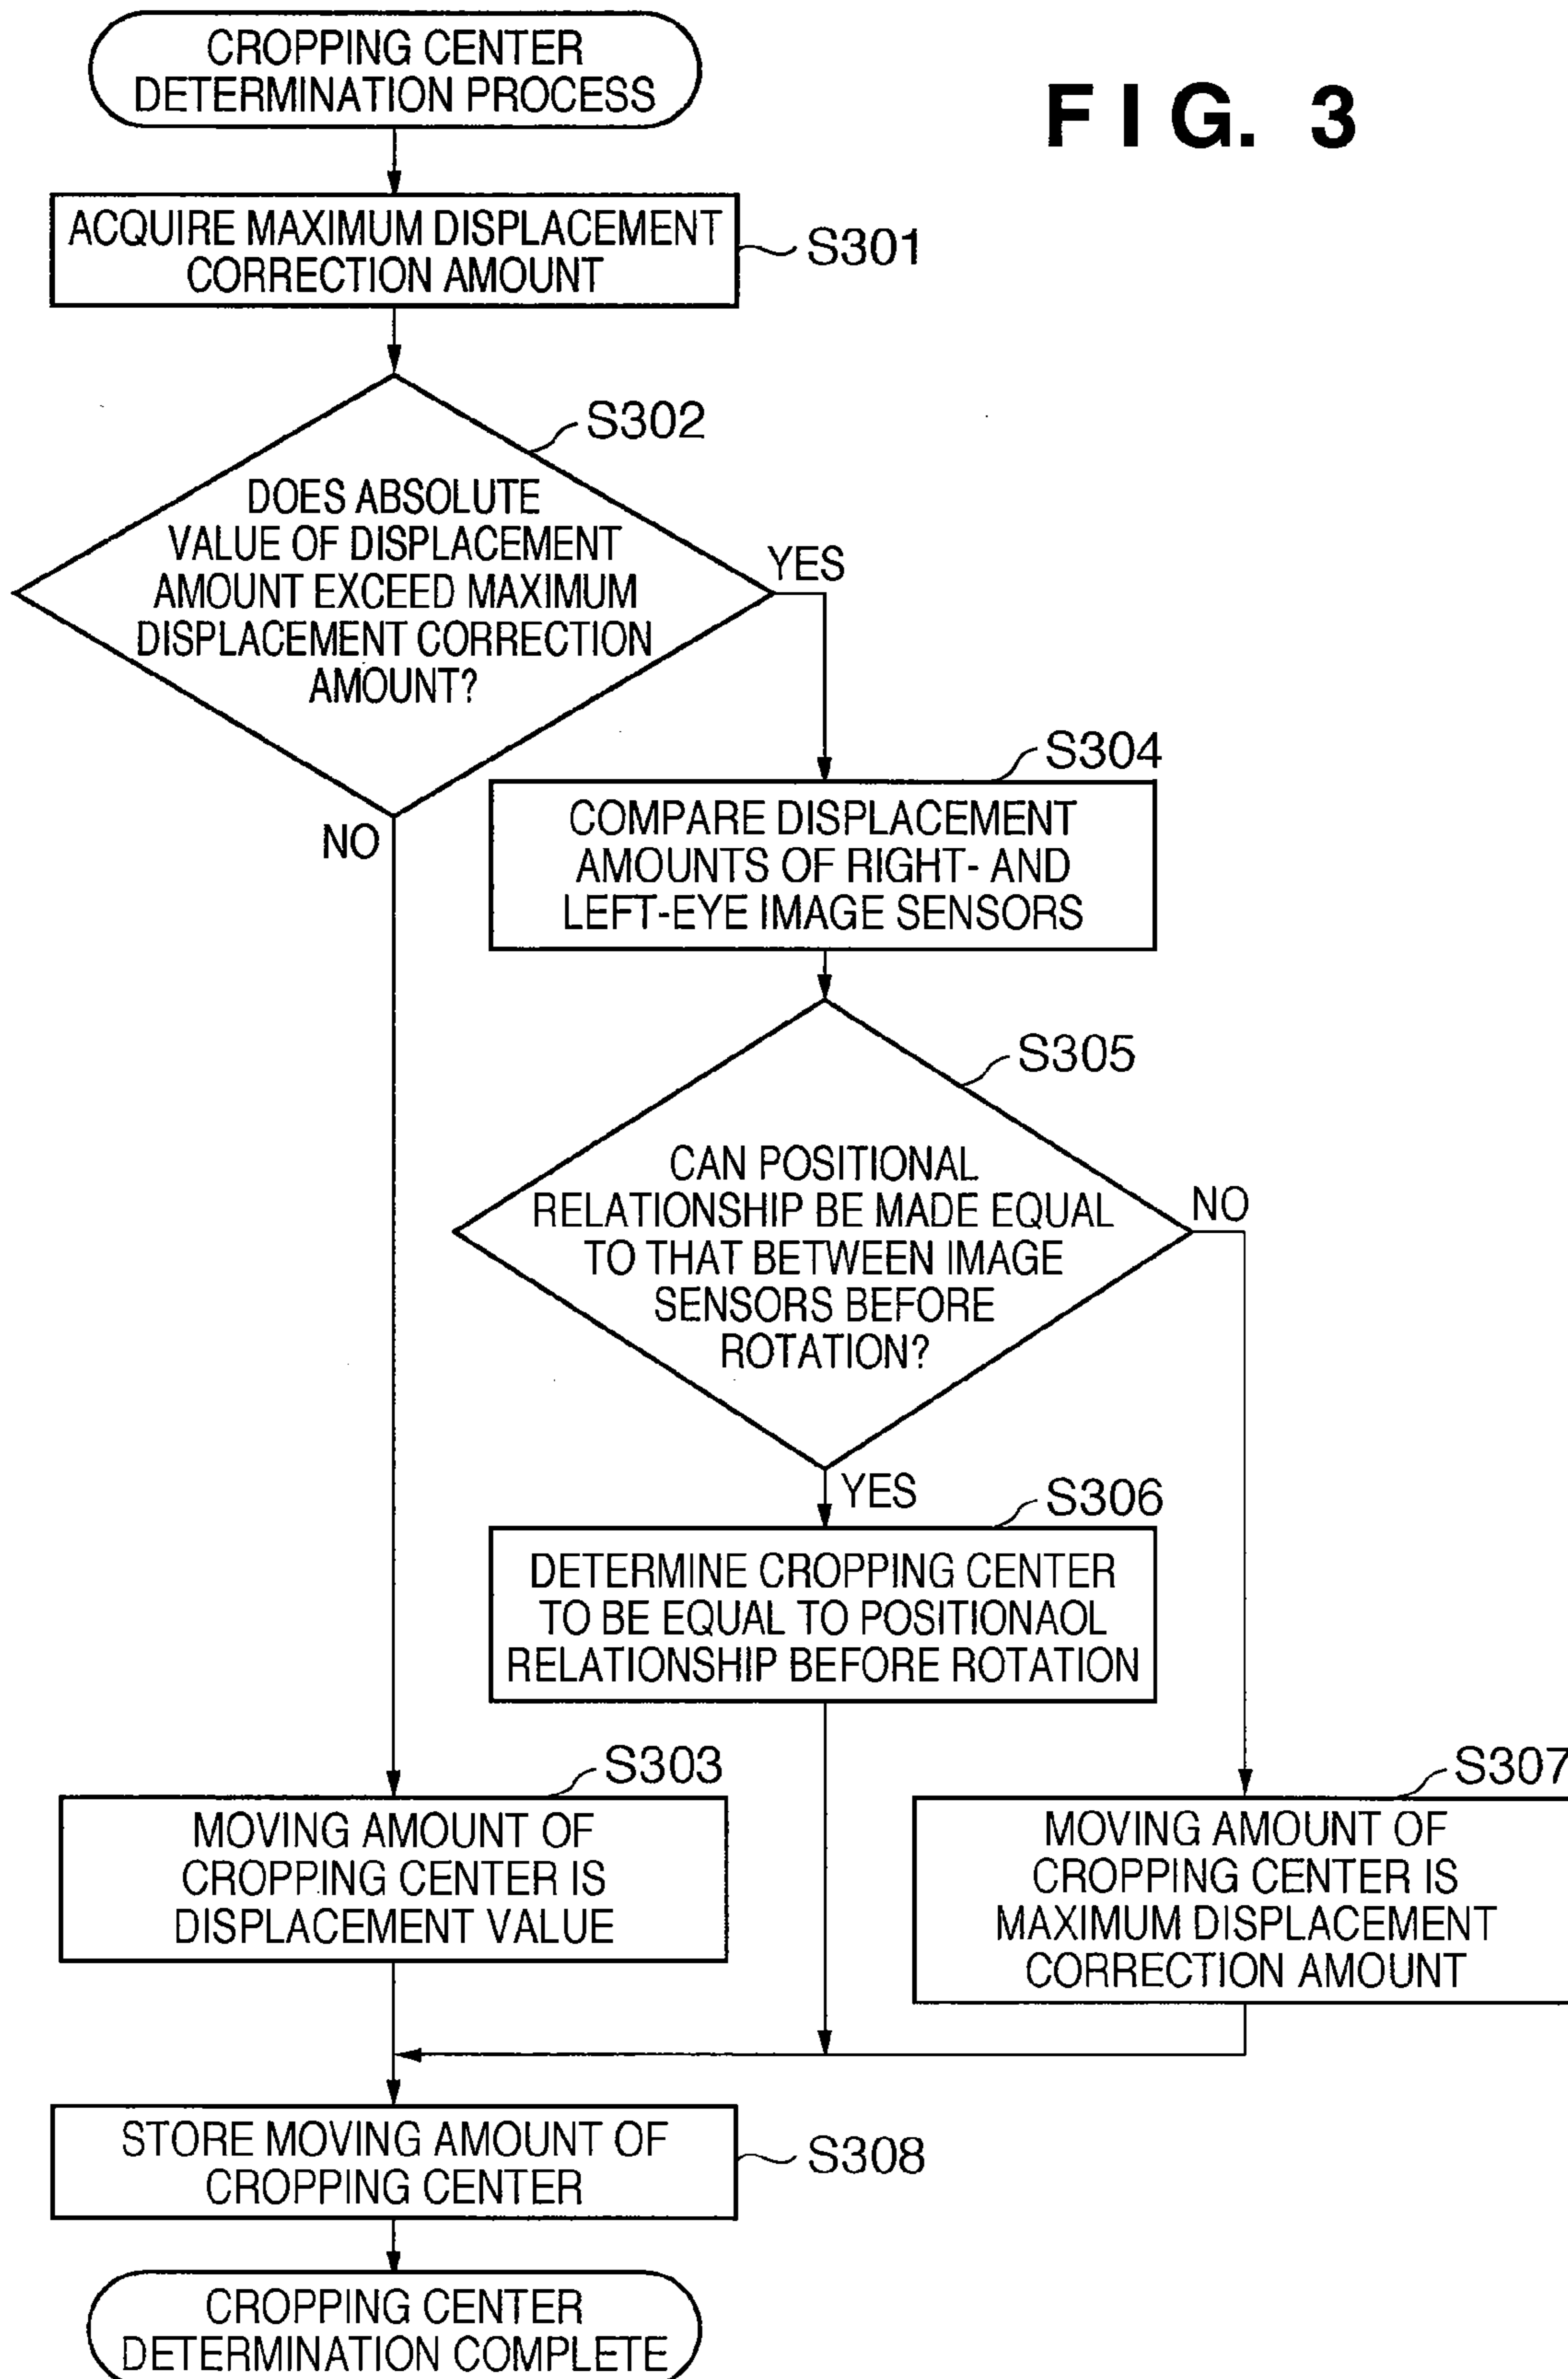 CROPPING CENTER
DETERMINATION PROCESS
FIG. 3
ACQUIRE MAXIMUM DISPLACEMENT
CORRECTION AMOUNT
S301
S302
DOES ABSOLUTE
VALUE OF DISPLACEMENT
AMOUNT EXCEED MAXIMUM
DISPLACEMENT CORRECTION
AMOUNT?
YES
NO
S304
COMPARE DISPLACEMENT
AMOUNTS OF RIGHT- AND
LEFT-EYE IMAGE SENSORS
S305
CAN POSITIONAL
RELATIONSHIP BE MADE EQUAL
TO THAT BETWEEN IMAGE
SENSORS BEFORE
ROTATION?
NO
YES
S306
DETERMINE CROPPING CENTER
TO BE EQUAL TO POSITIONAOL
RELATIONSHIP BEFORE ROTATION
S303
MOVING AMOUNT OF
CROPPING CENTER IS
DISPLACEMENT VALUE
S307
MOVING AMOUNT OF
CROPPING CENTER IS
MAXIMUM DISPLACEMENT
CORRECTION AMOUNT
STORE MOVING AMOUNT OF
CROPPING CENTER
S308
CROPPING CENTER
DETERMINATION COMPLETE